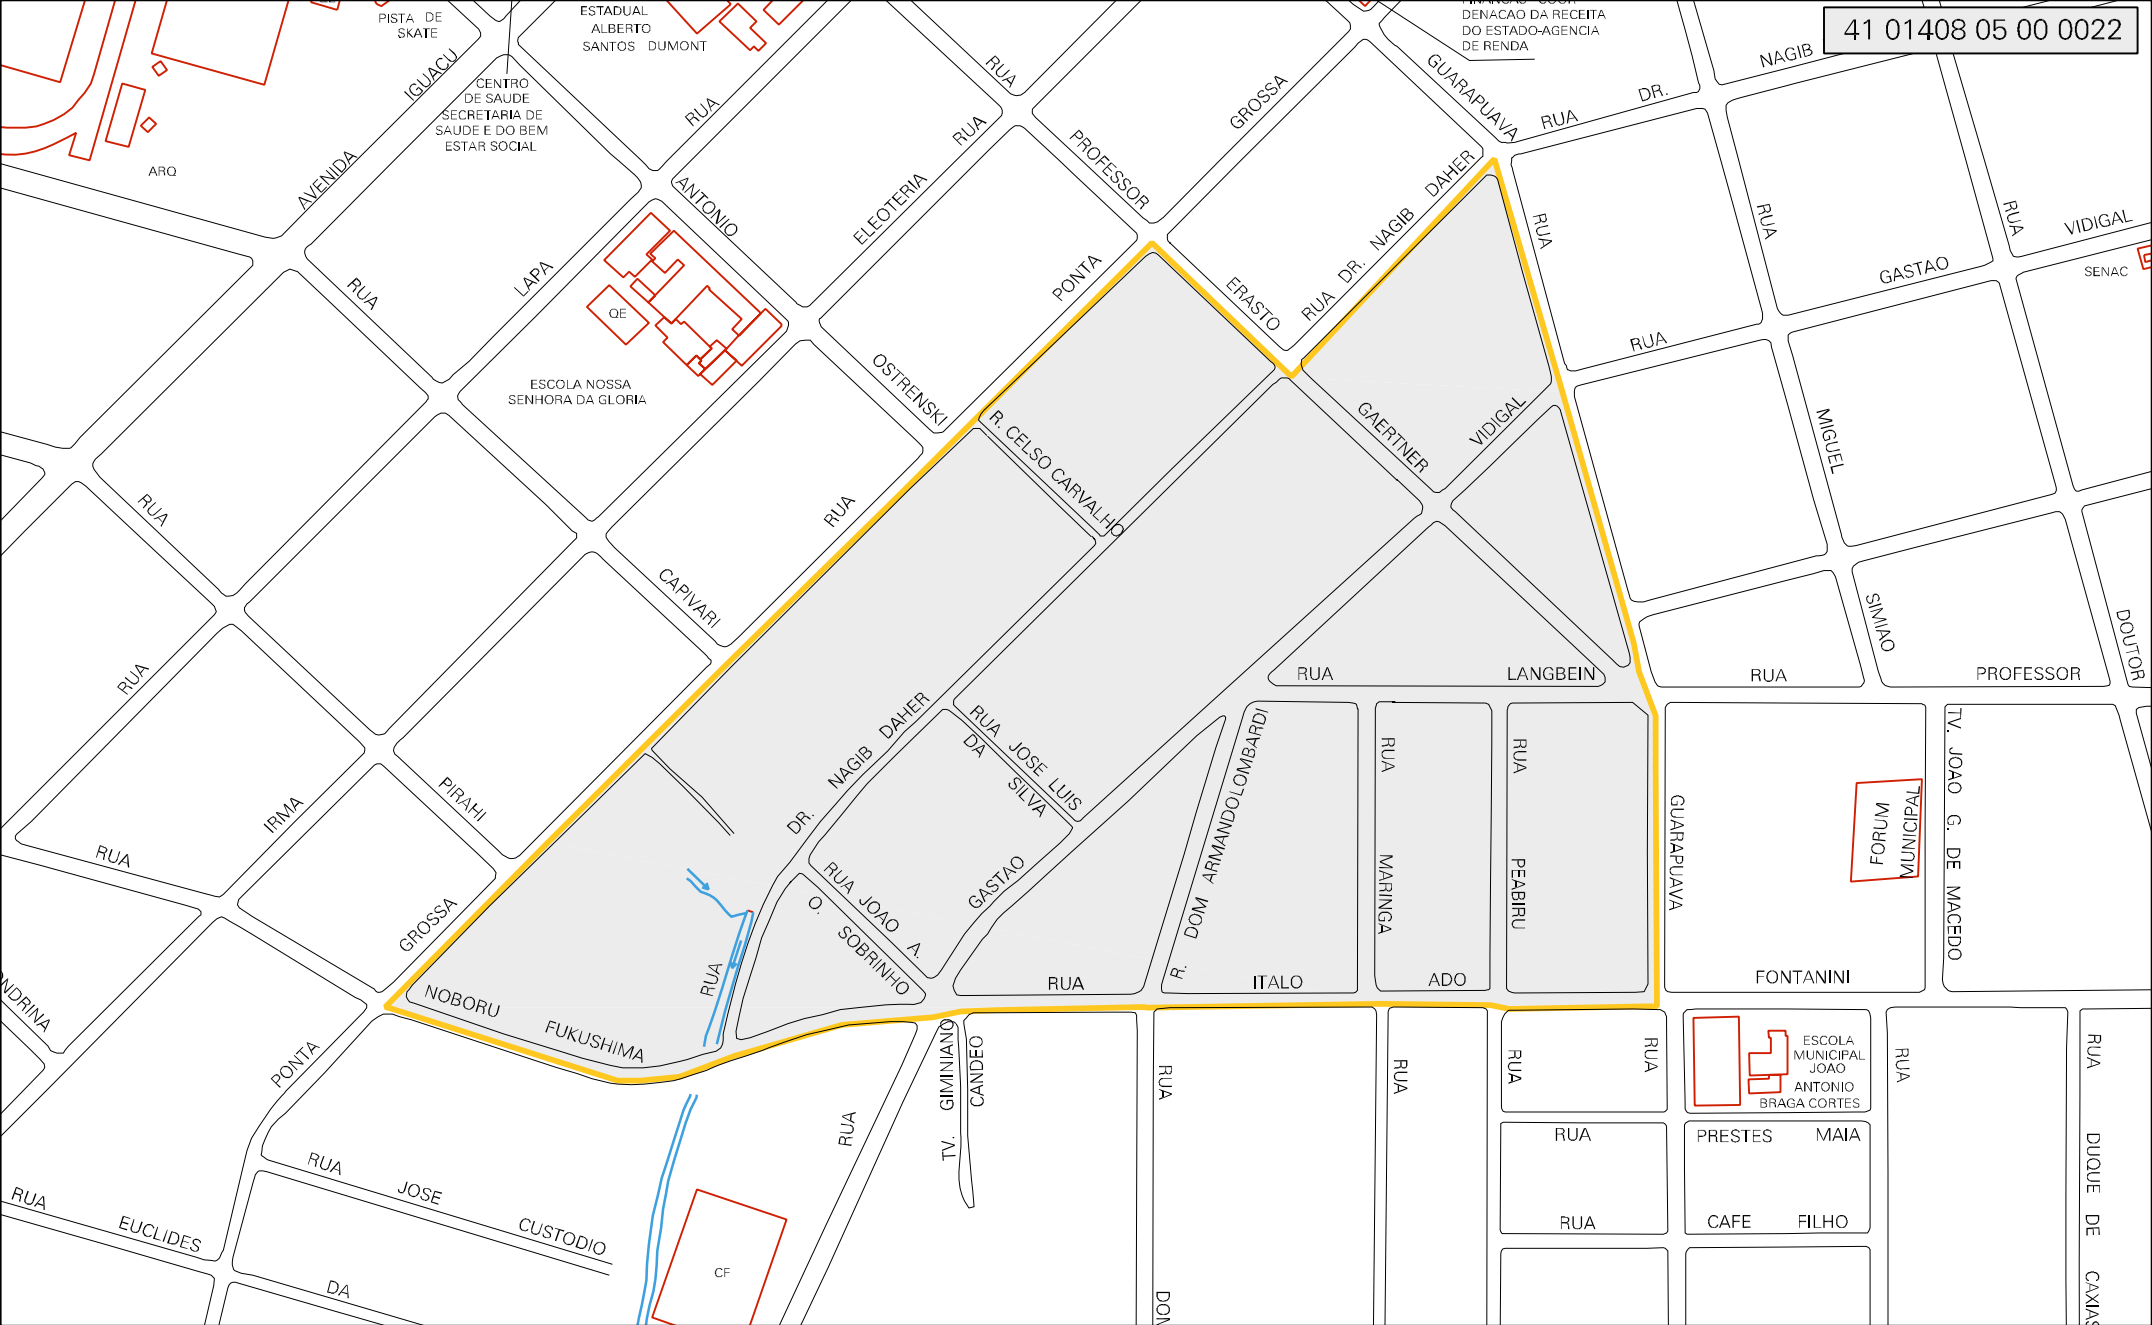 41 01408 05 00 0022
PISTA DE
SKATE
ESTADUAL
ALBERTO
SANTOS DUMONT
DENACAO DA RECEITA
DO ESTADO-AGENCIA
DE RENDA
CENTRO
DE SAUDE
SECRETARIA DE
SAUDE E DO BEM
ESTAR SOCIAL
ARQ
AVENIDA IGUACU
RUA
RUA
GROSSA
GUARAPUAVA
RUA DR. NAGIB
RUA
PROFESSOR
ANTONIO
ELEOTERIA
RUA LAPA
QE
ESCOLA NOSSA
SENHORA DA GLORIA
PONTA
ERASTO
RUA DR. NAGIB DAHER
RUA
RUA
RUA
VIDIGAL
GASTAO
SENAC
RUA
OSTRENSKI
R. CELSO CARVALHO
GAERTNER
VIDIGAL
MIGUEL
RUA
RUA
CAPIVARI
SIMIAO
DOUTOR
RUA
RUA LANGBEIN
RUA PROFESSOR
IRMA
PIRAHI
DR. NAGIB DAHER
RUA JOSE LUIS
DA SILVA
R. DOM ARMANDO LOMBARDI
RUA MARINGA
RUA PEABIRU
GUARAPUAVA
FORUM
MUNICIPAL
TV. JOAO G. DE MACEDO
RUA
RUA JOAO A.
O. SOBRINHO
GASTAO
GROSSA
RUA
NOBORU FUKUSHIMA
RUA ITALO ADO FONTANINI
PONTA
TV. GIMINIANO
CANDEO
RUA
RUA
RUA
RUA
RUA
RUA
ESCOLA
MUNICIPAL
JOAO
ANTONIO
BRAGA CORTES
RUA PRESTES MAIA
RUA CAFE FILHO
RUA DUQUE DE CAXIAS
RUA JOSE CUSTODIO
RUA EUCLIDES
DA
CF